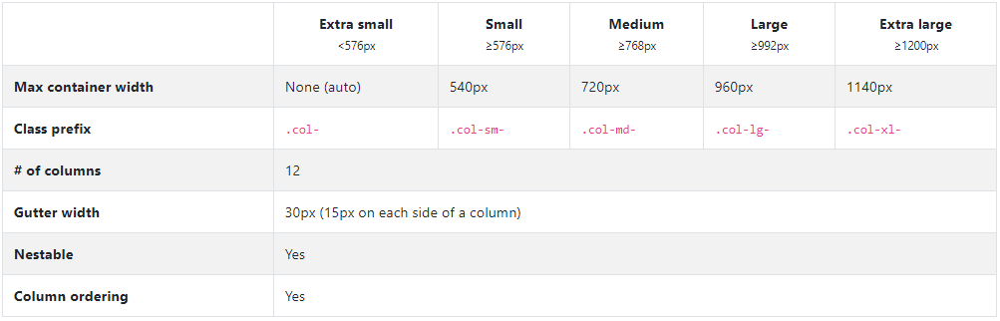 Extra small Small Medium Large Extra large
<576px ≥576px ≥768px ≥992px ≥1200px
Max container width None (auto) 540px 720px 960px 1140px
Class prefix .col- .col-sm- .col-md- .col-lg- .col-xl-
# of columns 12
Gutter width 30px (15px on each side of a column)
Nestable Yes
Column ordering Yes